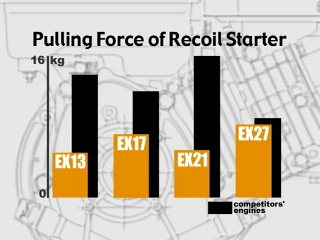 Pulling Force of Recoil Starter
16 kg
EX13
EX17
EX21
EX27
0
competitors'
engines